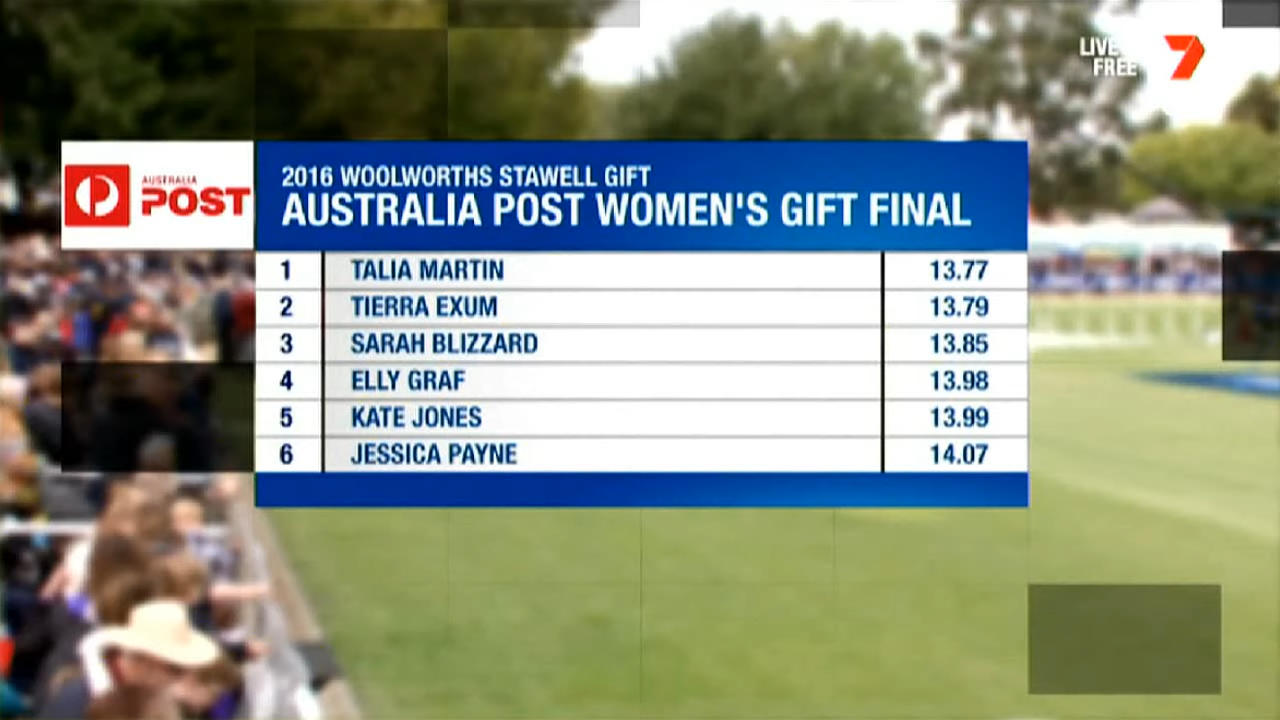 LIVE
FREE
7
AUSTRALIA
POST
2016 WOOLWORTHS STAWELL GIFT
AUSTRALIA POST WOMEN'S GIFT FINAL
1 TALIA MARTIN 13.77
2 TIERRA EXUM 13.79
3 SARAH BLIZZARD 13.85
4 ELLY GRAF 13.98
5 KATE JONES 13.99
6 JESSICA PAYNE 14.07